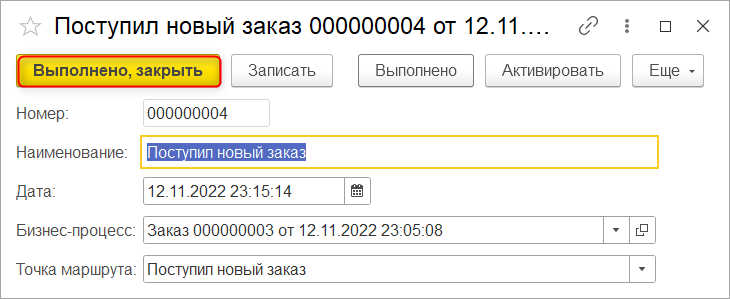 Поступил новый заказ 000000004 от 12.11....
Выполнено, закрыть Записать Выполнено Активировать Еще
Номер: 000000004
Наименование: Поступил новый заказ
Дата: 12.11.2022 23:15:14
Бизнес-процесс: Заказ 000000003 от 12.11.2022 23:05:08
Точка маршрута: Поступил новый заказ